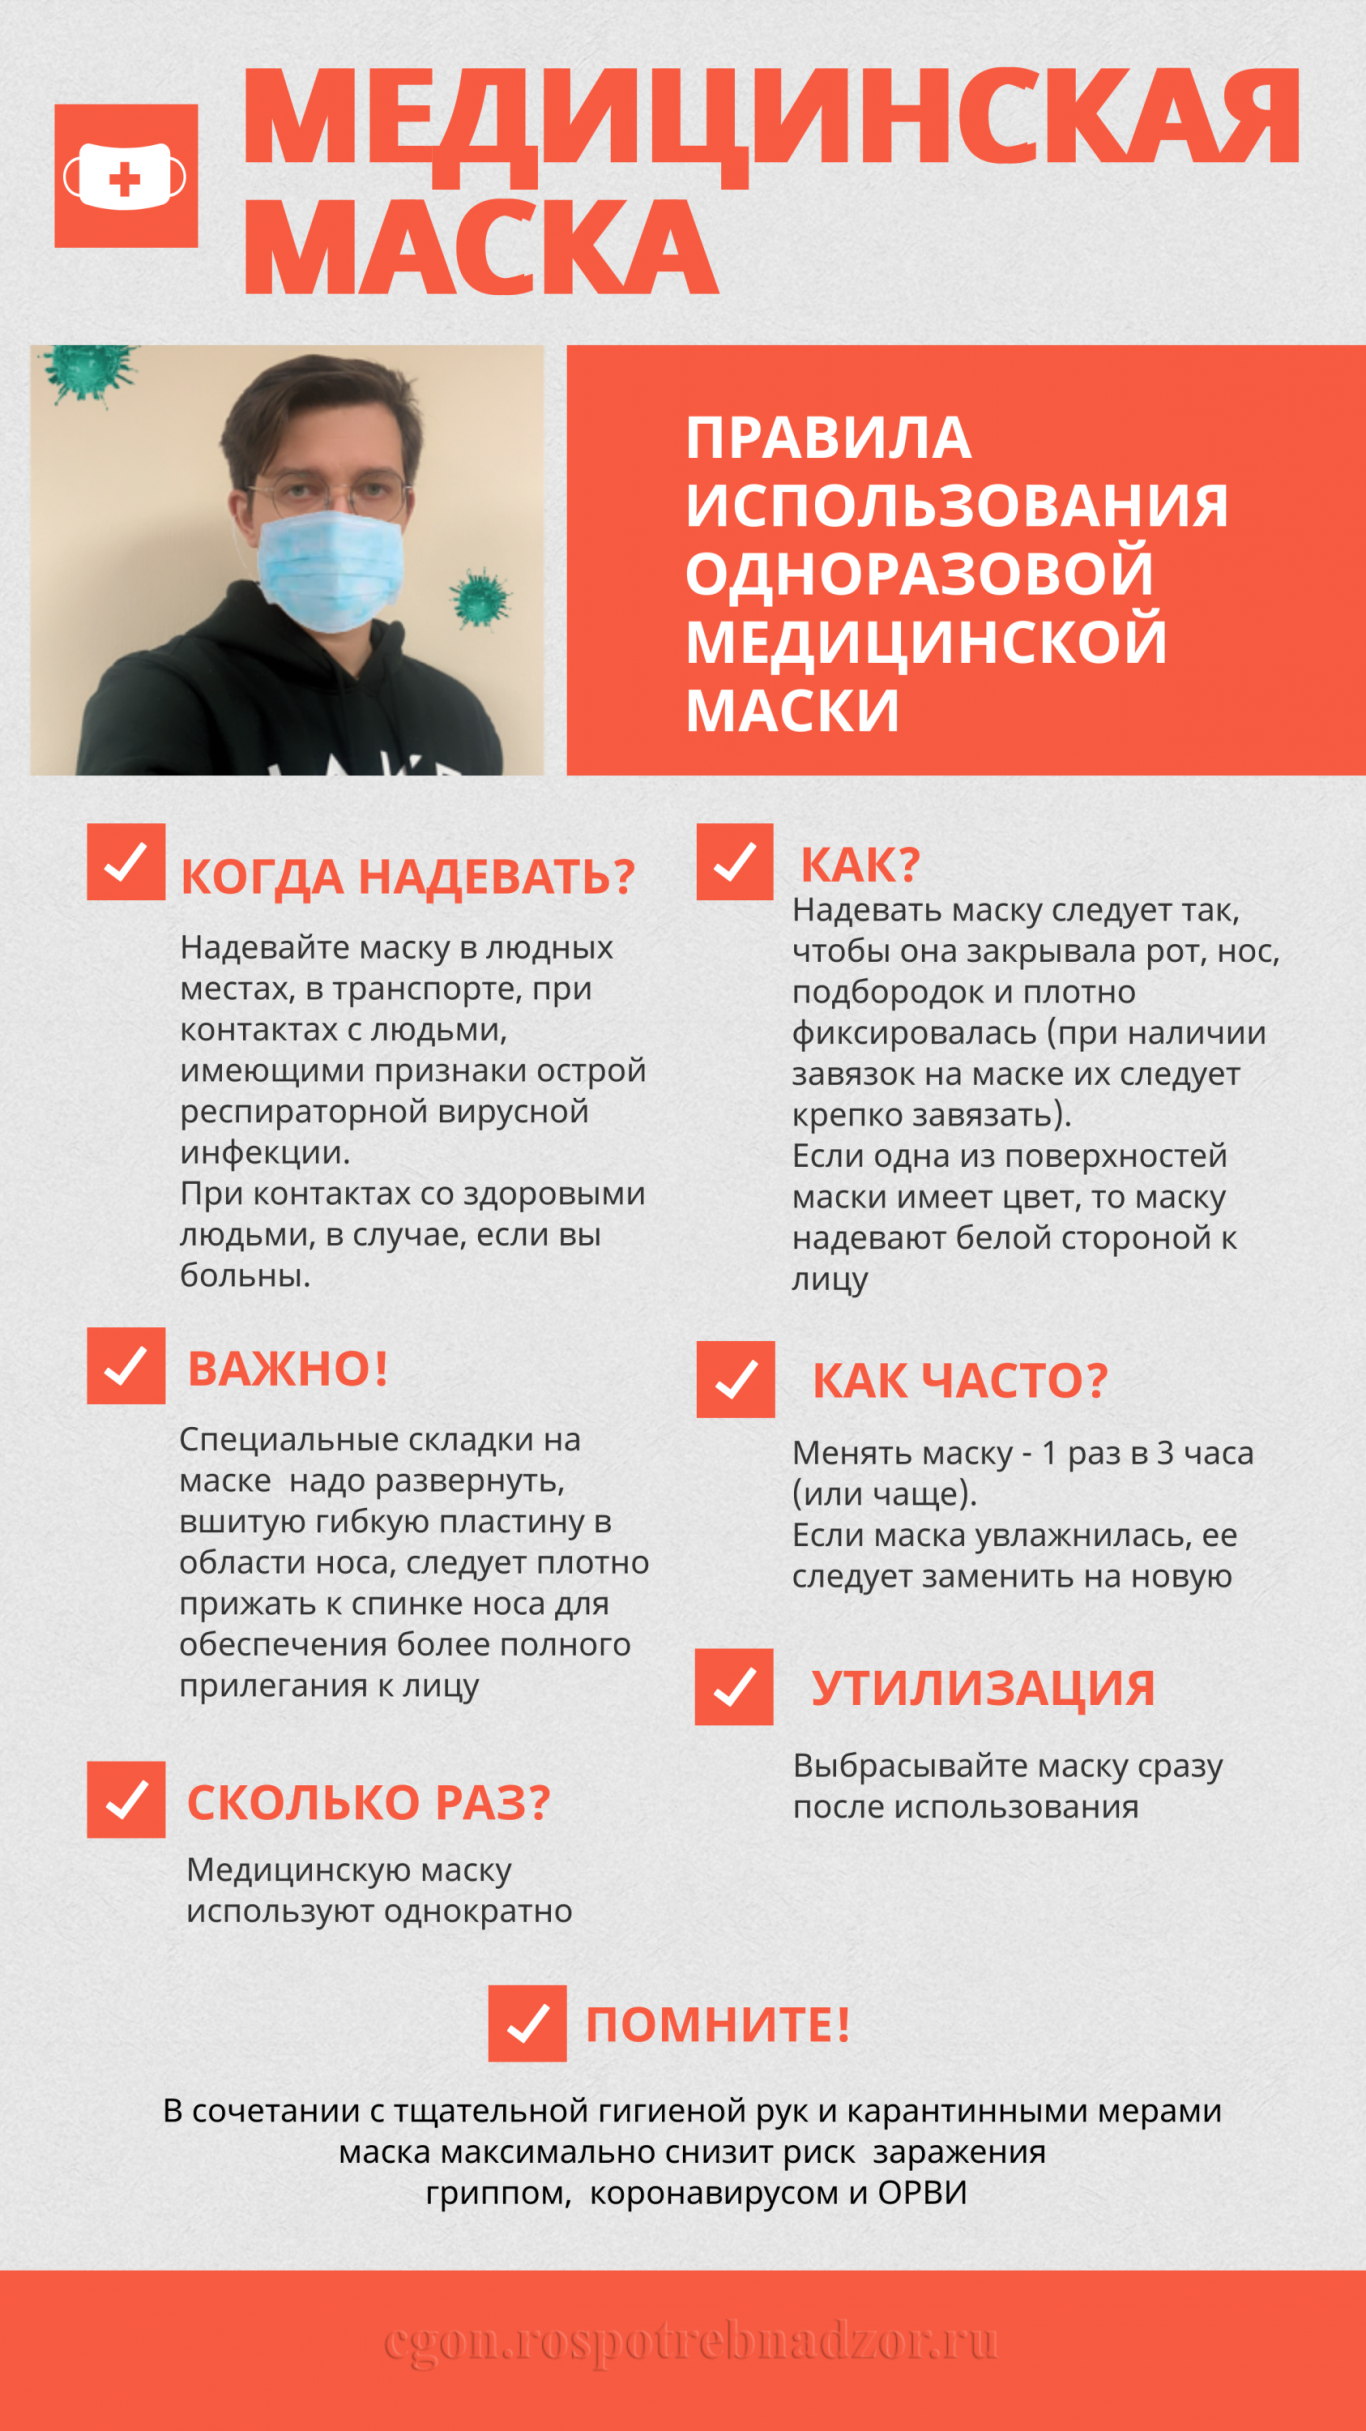 МЕДИЦИНСКАЯ
МАСКА
ПРАВИЛА
ИСПОЛЬЗОВАНИЯ
ОДНОРАЗОВОЙ
МЕДИЦИНСКОЙ
МАСКИ
КОГДА НАДЕВАТЬ?
Надевайте маску в людных
местах, в транспорте, при
контактах с людьми,
имеющими признаки острой
респираторной вирусной
инфекции.
При контактах со здоровыми
людьми, в случае, если вы
больны.
КАК?
Надевать маску следует так,
чтобы она закрывала рот, нос,
подбородок и плотно
фиксировалась (при наличии
завязок на маске их следует
крепко завязать).
Если одна из поверхностей
маски имеет цвет, то маску
надевают белой стороной к
лицу
ВАЖНО!
Специальные складки на
маске  надо развернуть,
вшитую гибкую пластину в
области носа, следует плотно
прижать к спинке носа для
обеспечения более полного
прилегания к лицу
КАК ЧАСТО?
Менять маску - 1 раз в 3 часа
(или чаще).
Если маска увлажнилась, ее
следует заменить на новую
УТИЛИЗАЦИЯ
Выбрасывайте маску сразу
после использования
СКОЛЬКО РАЗ?
Медицинскую маску
используют однократно
ПОМНИТЕ!
В сочетании с тщательной гигиеной рук и карантинными мерами
маска максимально снизит риск  заражения
гриппом,  коронавирусом и ОРВИ
cgon.rospotrebnadzor.ru